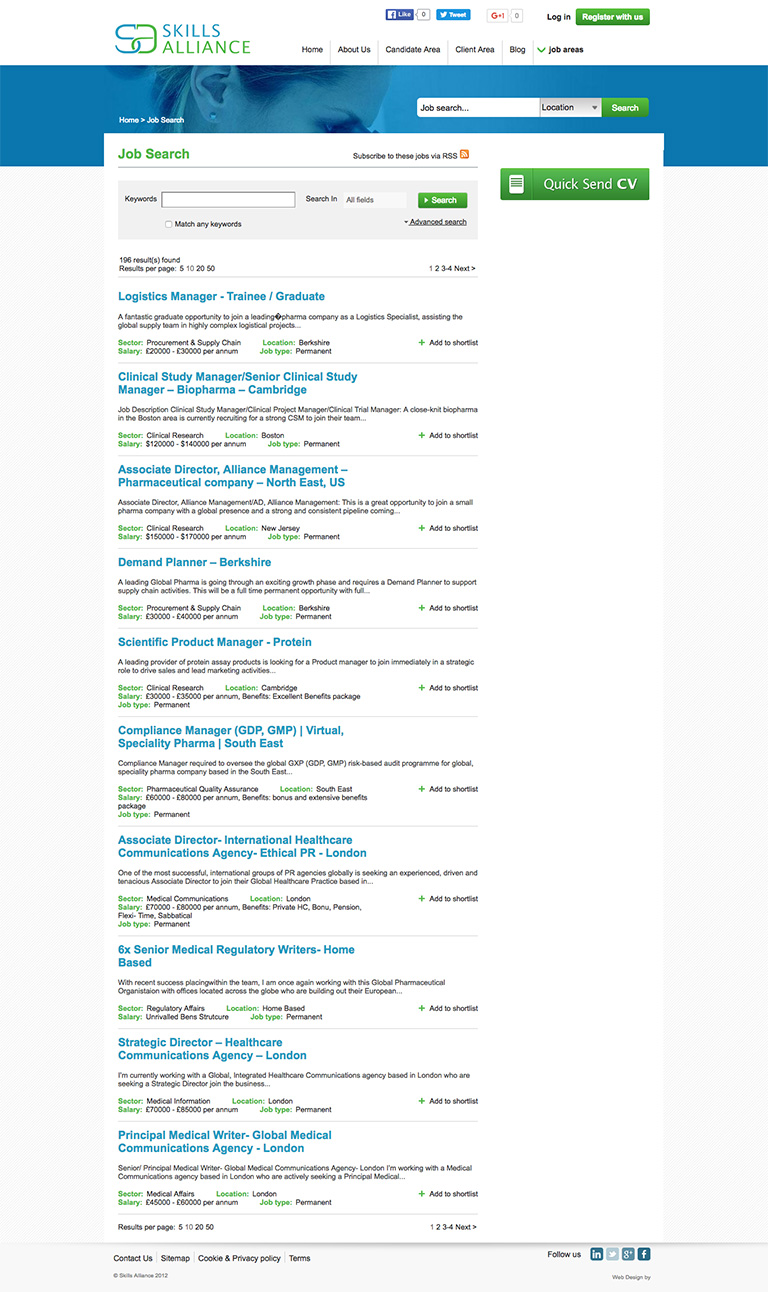 SKILLS
ALLIANCE
Like 0 Tweet G+1 0 Log in Register with us
Home About Us Candidate Area Client Area Blog job areas
Job search... Location Search
Home > Job Search
Job Search
Subscribe to these jobs via RSS
Quick Send CV
Keywords Search In All fields Search
Match any keywords Advanced search
196 result(s) found
Results per page: 5 10 20 50 1 2 3-4 Next >
Logistics Manager - Trainee / Graduate
A fantastic graduate opportunity to join a leading�pharma company as a Logistics Specialist, assisting the
global supply team in highly complex logistical projects...
Sector: Procurement & Supply Chain Location: Berkshire + Add to shortlist
Salary: £20000 - £30000 per annum Job type: Permanent
Clinical Study Manager/Senior Clinical Study
Manager – Biopharma – Cambridge
Job Description Clinical Study Manager/Clinical Project Manager/Clinical Trial Manager: A close-knit biopharma
in the Boston area is currently recruiting for a strong CSM to join their team...
Sector: Clinical Research Location: Boston + Add to shortlist
Salary: $120000 - $140000 per annum Job type: Permanent
Associate Director, Alliance Management –
Pharmaceutical company – North East, US
Associate Director, Alliance Management/AD, Alliance Management: This is a great opportunity to join a small
pharma company with a global presence and a strong and consistent pipeline coming...
Sector: Clinical Research Location: New Jersey + Add to shortlist
Salary: $150000 - $170000 per annum Job type: Permanent
Demand Planner – Berkshire
A leading Global Pharma is going through an exciting growth phase and requires a Demand Planner to support
supply chain activities. This will be a full time permanent opportunity with full...
Sector: Procurement & Supply Chain Location: Berkshire + Add to shortlist
Salary: £30000 - £40000 per annum Job type: Permanent
Scientific Product Manager - Protein
A leading provider of protein assay products is looking for a Product manager to join immediately in a strategic
role to drive sales and lead marketing activities...
Sector: Clinical Research Location: Cambridge + Add to shortlist
Salary: £30000 - £35000 per annum, Benefits: Excellent Benefits package
Job type: Permanent
Compliance Manager (GDP, GMP) | Virtual,
Speciality Pharma | South East
Compliance Manager required to oversee the global GXP (GDP, GMP) risk-based audit programme for global,
speciality pharma company based in the South East...
Sector: Pharmaceutical Quality Assurance Location: South East + Add to shortlist
Salary: £60000 - £80000 per annum, Benefits: bonus and extensive benefits
package
Job type: Permanent
Associate Director- International Healthcare
Communications Agency- Ethical PR - London
One of the most successful, international groups of PR agencies globally is seeking an experienced, driven and
tenacious Associate Director to join their Global Healthcare Practice based in...
Sector: Medical Communications Location: London + Add to shortlist
Salary: £70000 - £80000 per annum, Benefits: Private HC, Bonu, Pension,
Flexi- Time, Sabbatical
Job type: Permanent
6x Senior Medical Regulatory Writers- Home
Based
With recent success placingwithin the team, I am once again working with this Global Pharmaceutical
Organistaion with offices located across the globe who are building out their European...
Sector: Regulatory Affairs Location: Home Based + Add to shortlist
Salary: Unrivalled Bens Strutcure Job type: Permanent
Strategic Director – Healthcare
Communications Agency – London
I'm currently working with a Global, Integrated Healthcare Communications agency based in London who are
seeking a Strategic Director join the business...
Sector: Medical Information Location: London + Add to shortlist
Salary: £70000 - £85000 per annum Job type: Permanent
Principal Medical Writer- Global Medical
Communications Agency - London
Senior/ Principal Medical Writer- Global Medical Communications Agency- London I'm working with a Medical
Communications agency based in London who are actively seeking a Principal Medical...
Sector: Medical Affairs Location: London + Add to shortlist
Salary: £45000 - £60000 per annum Job type: Permanent
Results per page: 5 10 20 50 1 2 3-4 Next >
Contact Us Sitemap Cookie & Privacy policy Terms Follow us
© Skills Alliance 2012 Web Design by